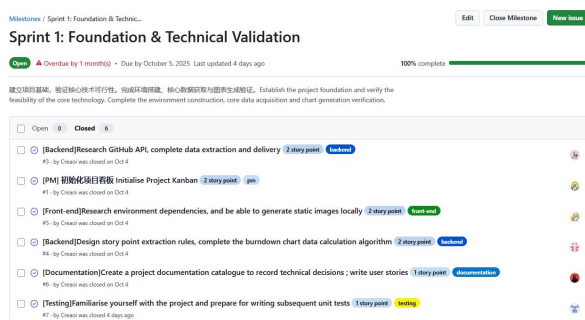 Milestones / Sprint 1: Foundation & Technic...
Edit Close Milestone New issue
Sprint 1: Foundation & Technical Validation
Open Overdue by 1 month(s) • Due by October 5, 2025 Last updated 4 days ago 100% complete
建立项目基础，验证核心技术可行性。完成环境搭建、核心数据获取与图表生成验证。Establish the project foundation and verify the
feasibility of the core technology. Complete the environment construction, core data acquisition and chart generation verification.
Open 0 Closed 6
[Backend]Research GitHub API, complete data extraction and delivery 2 story point backend
#3 · by Creaoi was closed on Oct 4
[PM] 初始化项目看板 Initialise Project Kanban 2 story point pm
#1 · by Creaoi was closed on Oct 4
[Front-end]Research environment dependencies, and be able to generate static images locally 2 story point front-end
#5 · by Creaoi was closed on Oct 4
[Backend]Design story point extraction rules, complete the burndown chart data calculation algorithm 2 story point backend
#4 · by Creaoi was closed on Oct 4
[Documentation]Create a project documentation catalogue to record technical decisions ; write user stories 1 story point documentation
#6 · by Creaoi was closed on Oct 4
[Testing]Familiarise yourself with the project and prepare for writing subsequent unit tests 1 story point testing
#7 · by Creaoi was closed 4 days ago